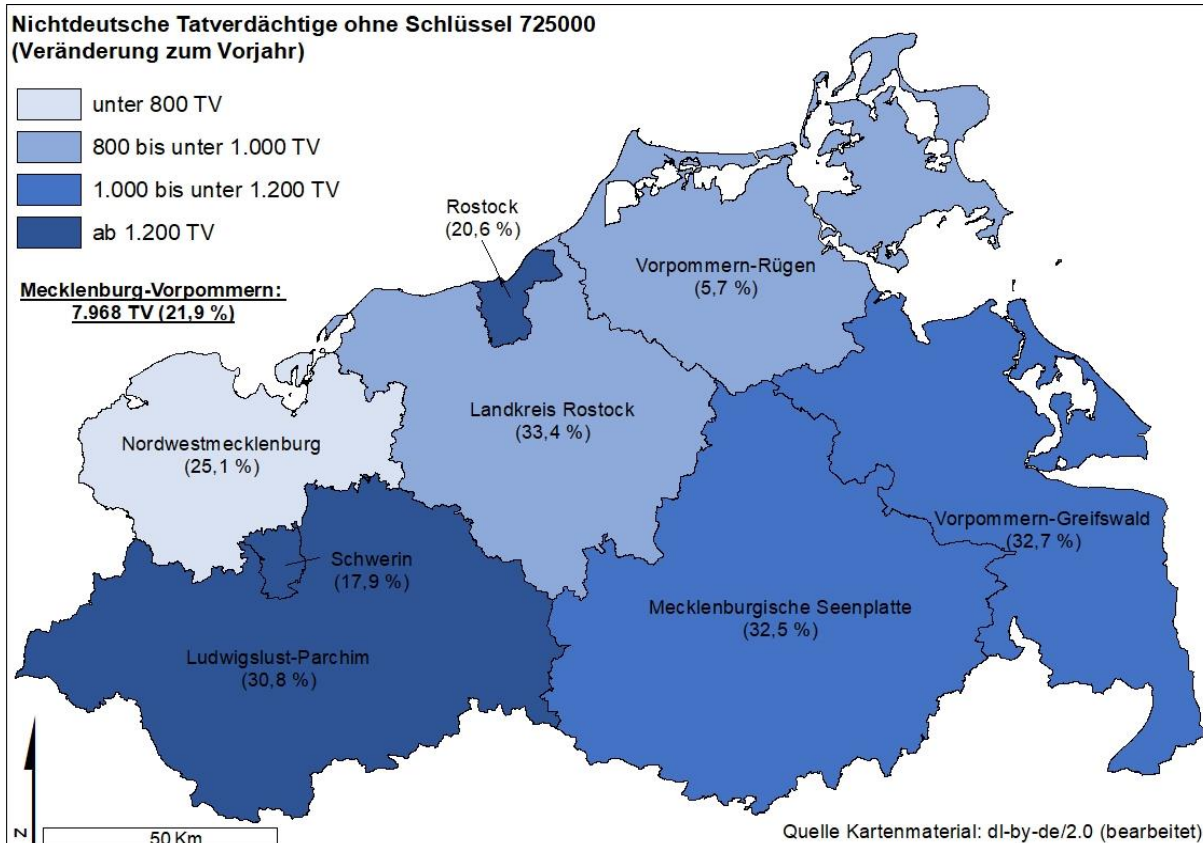 Nichtdeutsche Tatverdächtige ohne Schlüssel 725000
(Veränderung zum Vorjahr)
unter 800 TV
800 bis unter 1.000 TV
1.000 bis unter 1.200 TV
ab 1.200 TV
Mecklenburg-Vorpommern:
7.968 TV (21,9 %)
Rostock
(20,6 %)
Vorpommern-Rügen
(5,7 %)
Landkreis Rostock
(33,4 %)
Nordwestmecklenburg
(25,1 %)
Vorpommern-Greifswald
(32,7 %)
Schwerin
(17,9 %)
Mecklenburgische Seenplatte
(32,5 %)
Ludwigslust-Parchim
(30,8 %)
N
50 Km
Quelle Kartenmaterial: dl-by-de/2.0 (bearbeitet)